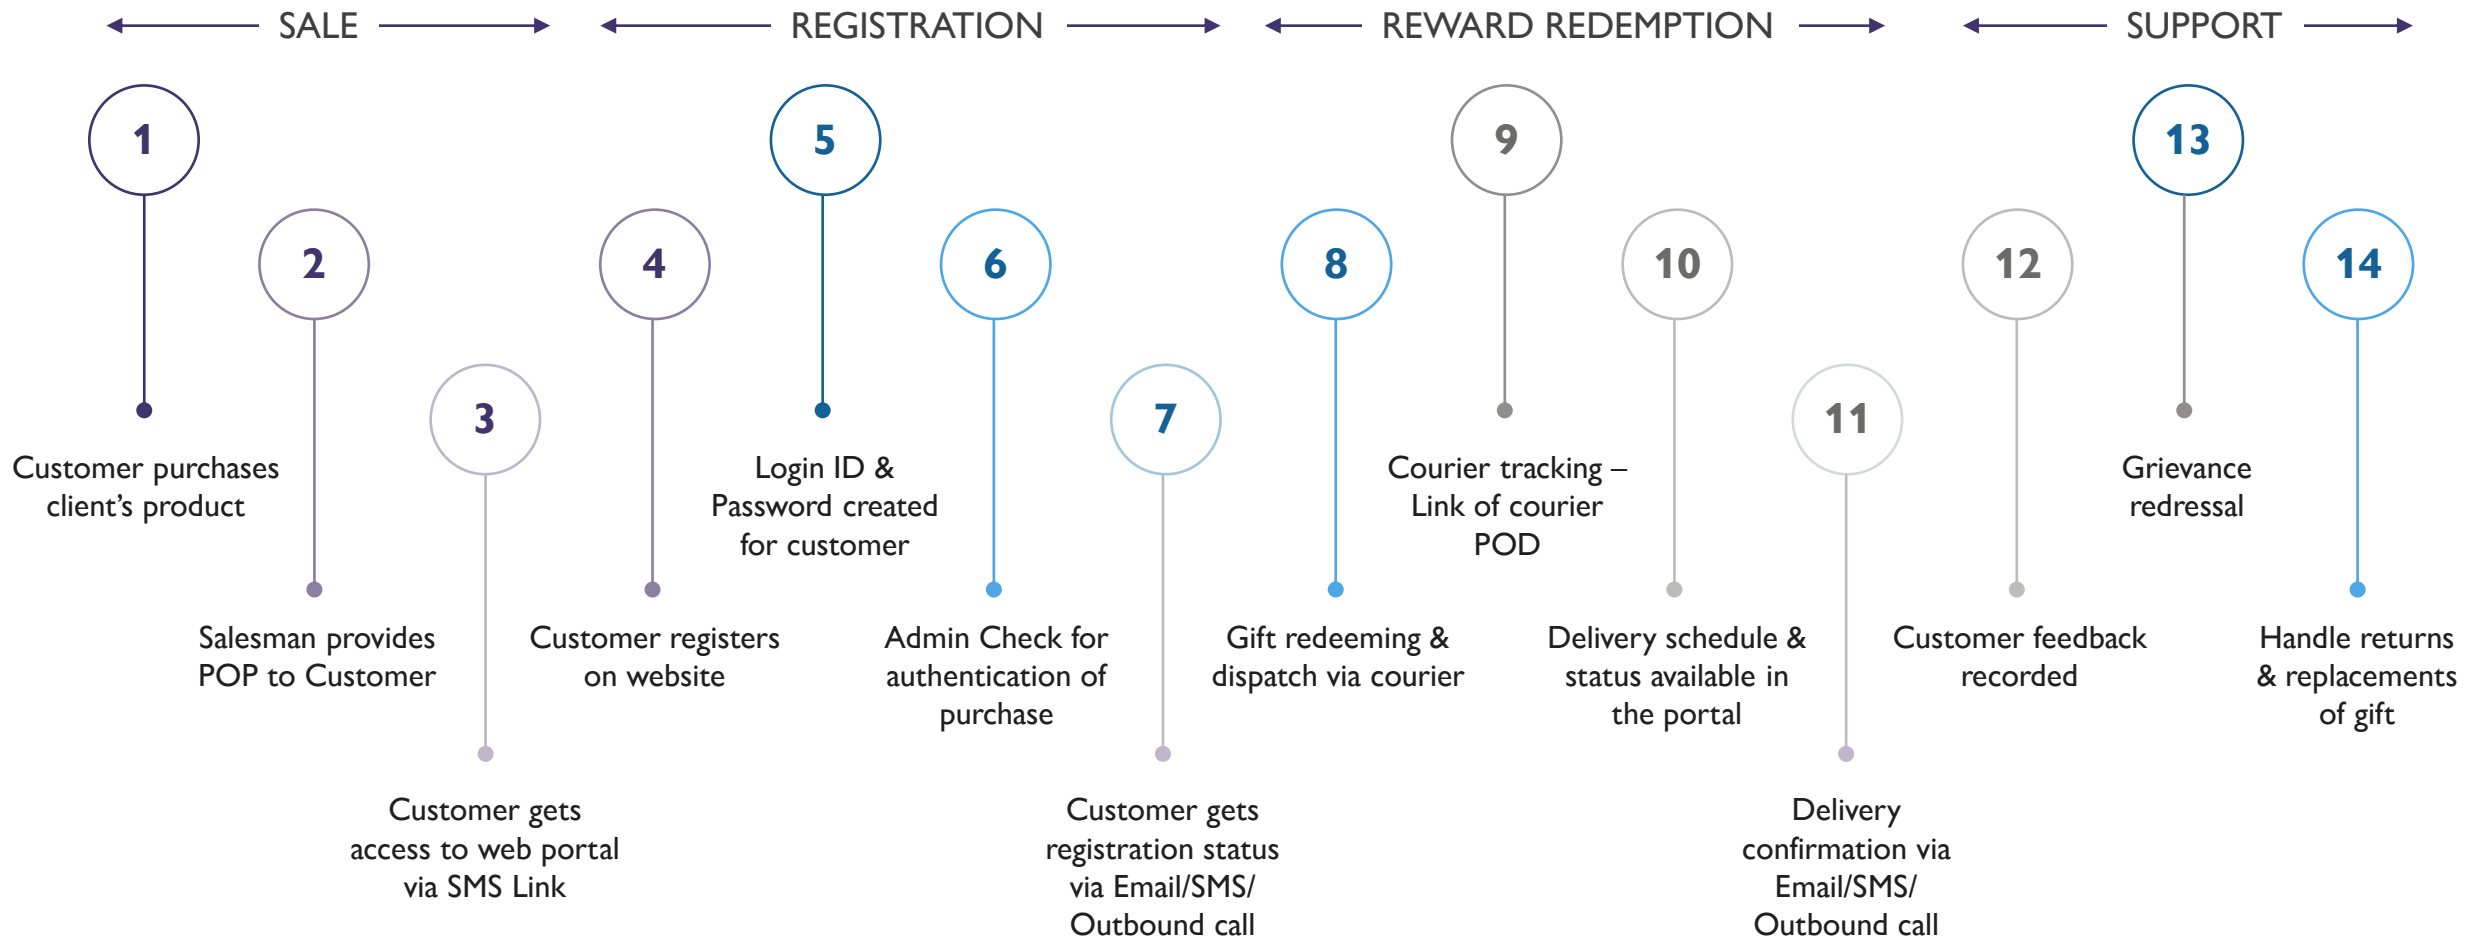 SALE
REGISTRATION
REWARD REDEMPTION
SUPPORT
1
Customer purchases
client’s product
2
Salesman provides
POP to Customer
3
Customer gets
access to web portal
via SMS Link
4
Customer registers
on website
5
Login ID &
Password created
for customer
6
Admin Check for
authentication of
purchase
7
Customer gets
registration status
via Email/SMS/
Outbound call
8
Gift redeeming &
dispatch via courier
9
Courier tracking –
Link of courier
POD
10
Delivery schedule &
status available in
the portal
11
Delivery
confirmation via
Email/SMS/
Outbound call
12
Customer feedback
recorded
13
Grievance
redressal
14
Handle returns
& replacements
of gift